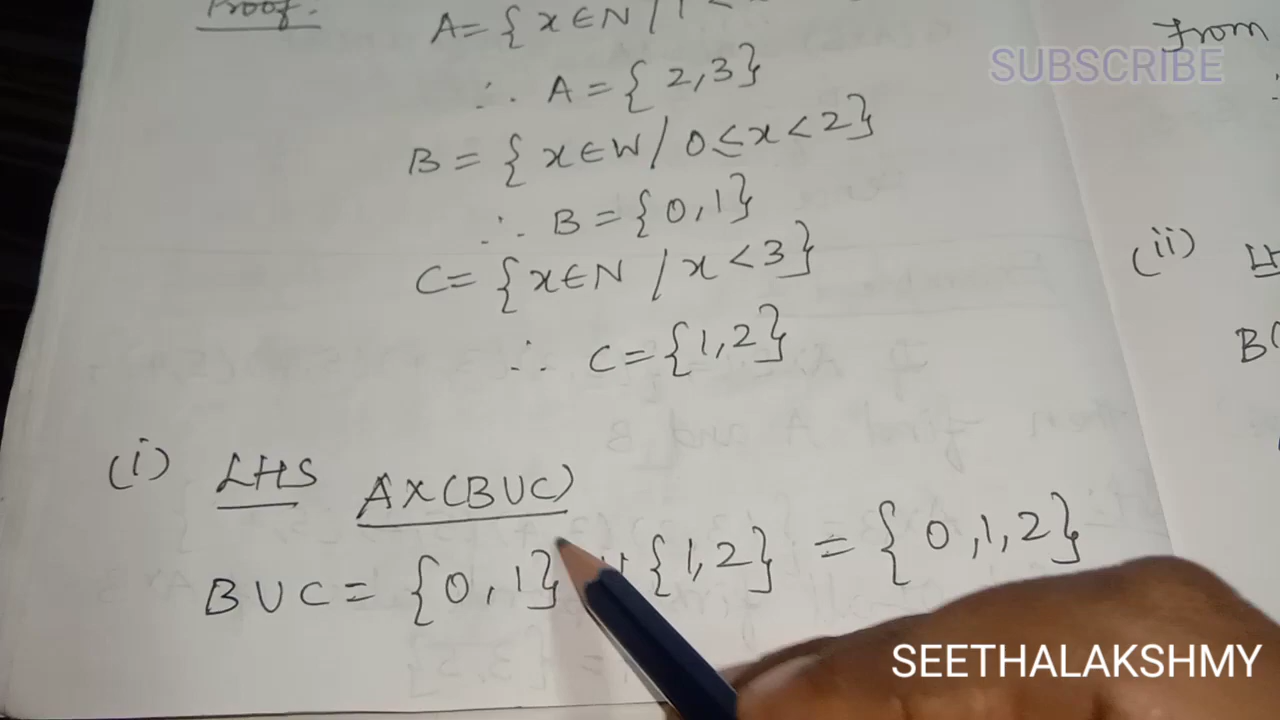 Proof.
A = { x ∈ N / 1 <
∴ A = { 2, 3 }
B = { x ∈ W / 0 ≤ x < 2 }
∴ B = { 0, 1 }
C = { x ∈ N / x < 3 }
∴ C = { 1, 2 }
(i) LHS A X (B U C)
B U C = { 0, 1 } U { 1, 2 } = { 0, 1, 2 }
From
SUBSCRIBE
(ii)
B(
SEETHALAKSHMY